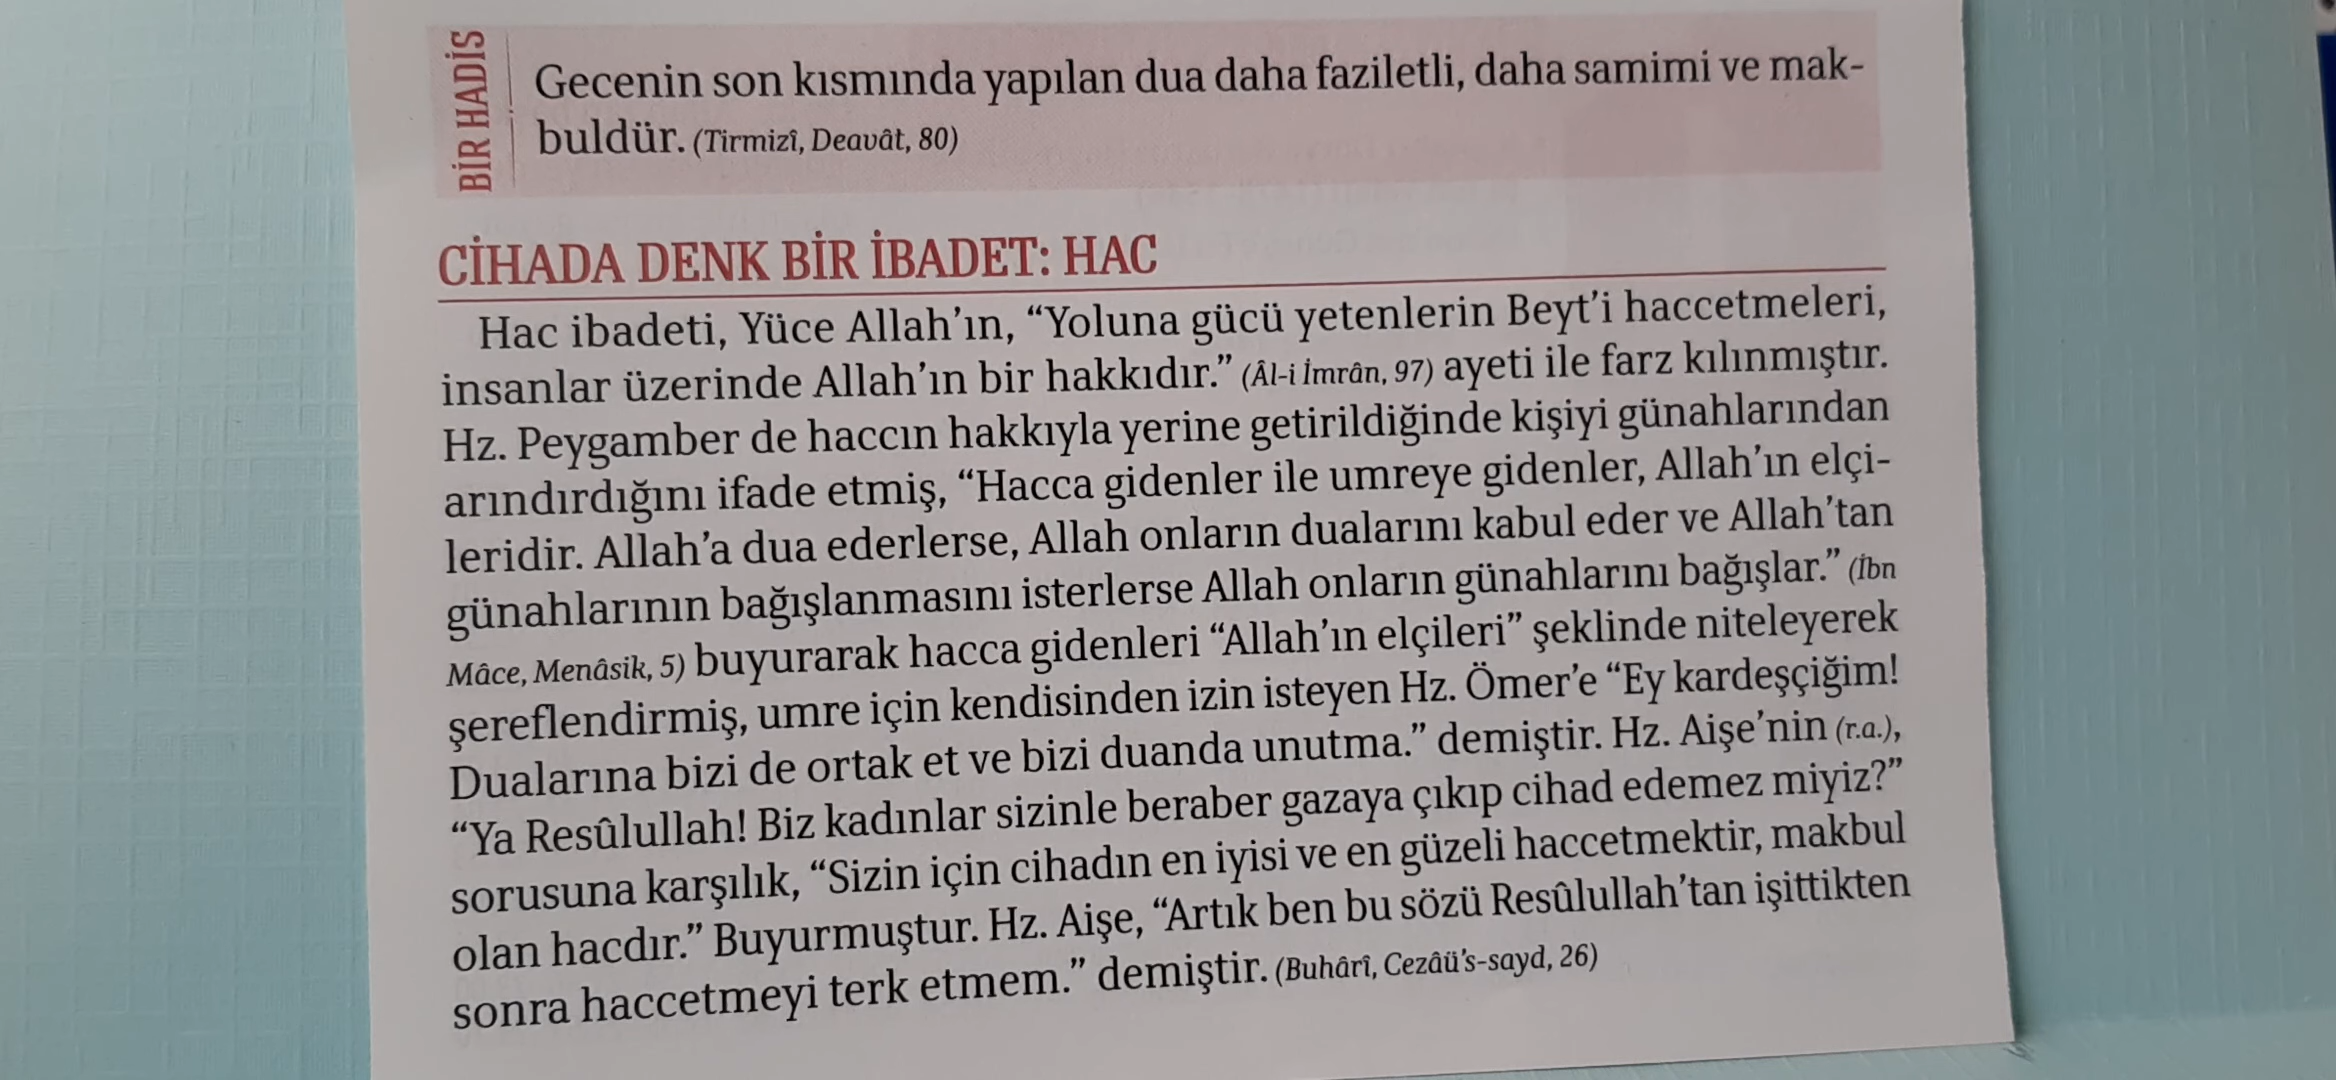 BİR HADİS
Gecenin son kısmında yapılan dua daha faziletli, daha samimi ve mak-
buldür. (Tirmizî, Deavât, 80)
CİHADA DENK BİR İBADET: HAC
Hac ibadeti, Yüce Allah’ın, “Yoluna gücü yetenlerin Beyt’i haccetmeleri,
insanlar üzerinde Allah’ın bir hakkıdır.” (Âl-i İmrân, 97) ayeti ile farz kılınmıştır.
Hz. Peygamber de haccın hakkıyla yerine getirildiğinde kişiyi günahlarından
arındırdığını ifade etmiş, “Hacca gidenler ile umreye gidenler, Allah’ın elçi-
leridir. Allah’a dua ederlerse, Allah onların dualarını kabul eder ve Allah’tan
günahlarının bağışlanmasını isterlerse Allah onların günahlarını bağışlar.” (İbn
Mâce, Menâsik, 5) buyurarak hacca gidenleri “Allah’ın elçileri” şeklinde niteleyerek
şereflendirmiş, umre için kendisinden izin isteyen Hz. Ömer’e “Ey kardeşçiğim!
Dualarına bizi de ortak et ve bizi duanda unutma.” demiştir. Hz. Aişe’nin (r.a.),
“Ya Resûlullah! Biz kadınlar sizinle beraber gazaya çıkıp cihad edemez miyiz?”
sorusuna karşılık, “Sizin için cihadın en iyisi ve en güzeli haccetmektir, makbul
olan hacdır.” Buyurmuştur. Hz. Aişe, “Artık ben bu sözü Resûlullah’tan işittikten
sonra haccetmeyi terk etmem.” demiştir. (Buhârî, Cezâü’s-sayd, 26)